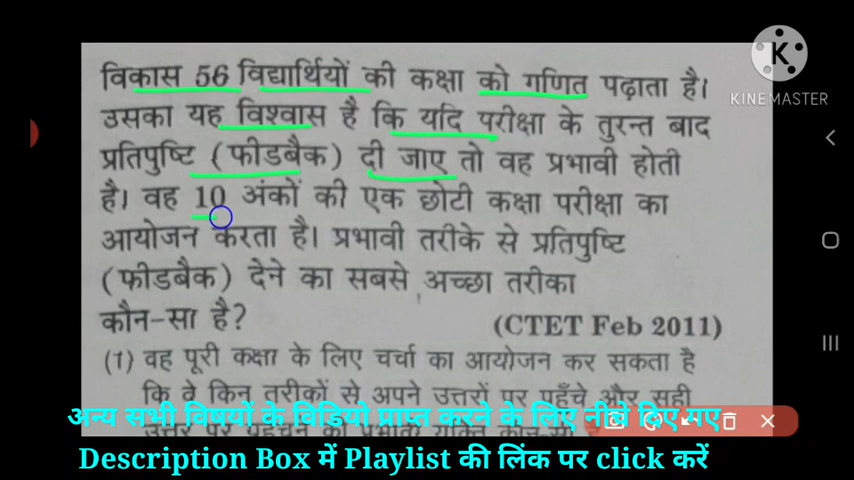 KINEMASTER
विकास 56 विद्यार्थियों की कक्षा को गणित पढ़ाता है।
उसका यह विश्वास है कि यदि परीक्षा के तुरन्त बाद
प्रतिपुष्टि (फीडबैक) दी जाए तो वह प्रभावी होती
है। वह 10 अंकों की एक छोटी कक्षा परीक्षा का
आयोजन करता है। प्रभावी तरीके से प्रतिपुष्टि
(फीडबैक) देने का सबसे अच्छा तरीका
कौन-सा है? (CTET Feb 2011)
(1) वह पूरी कक्षा के लिए चर्चा का आयोजन कर सकता है
कि वे किन तरीकों से अपने उत्तरों पर पहुँचे और सही
अन्य सभी विषयों के विडियो प्राप्त करने के लिए नीचे दिए गए
Description Box में Playlist की लिंक पर click करें